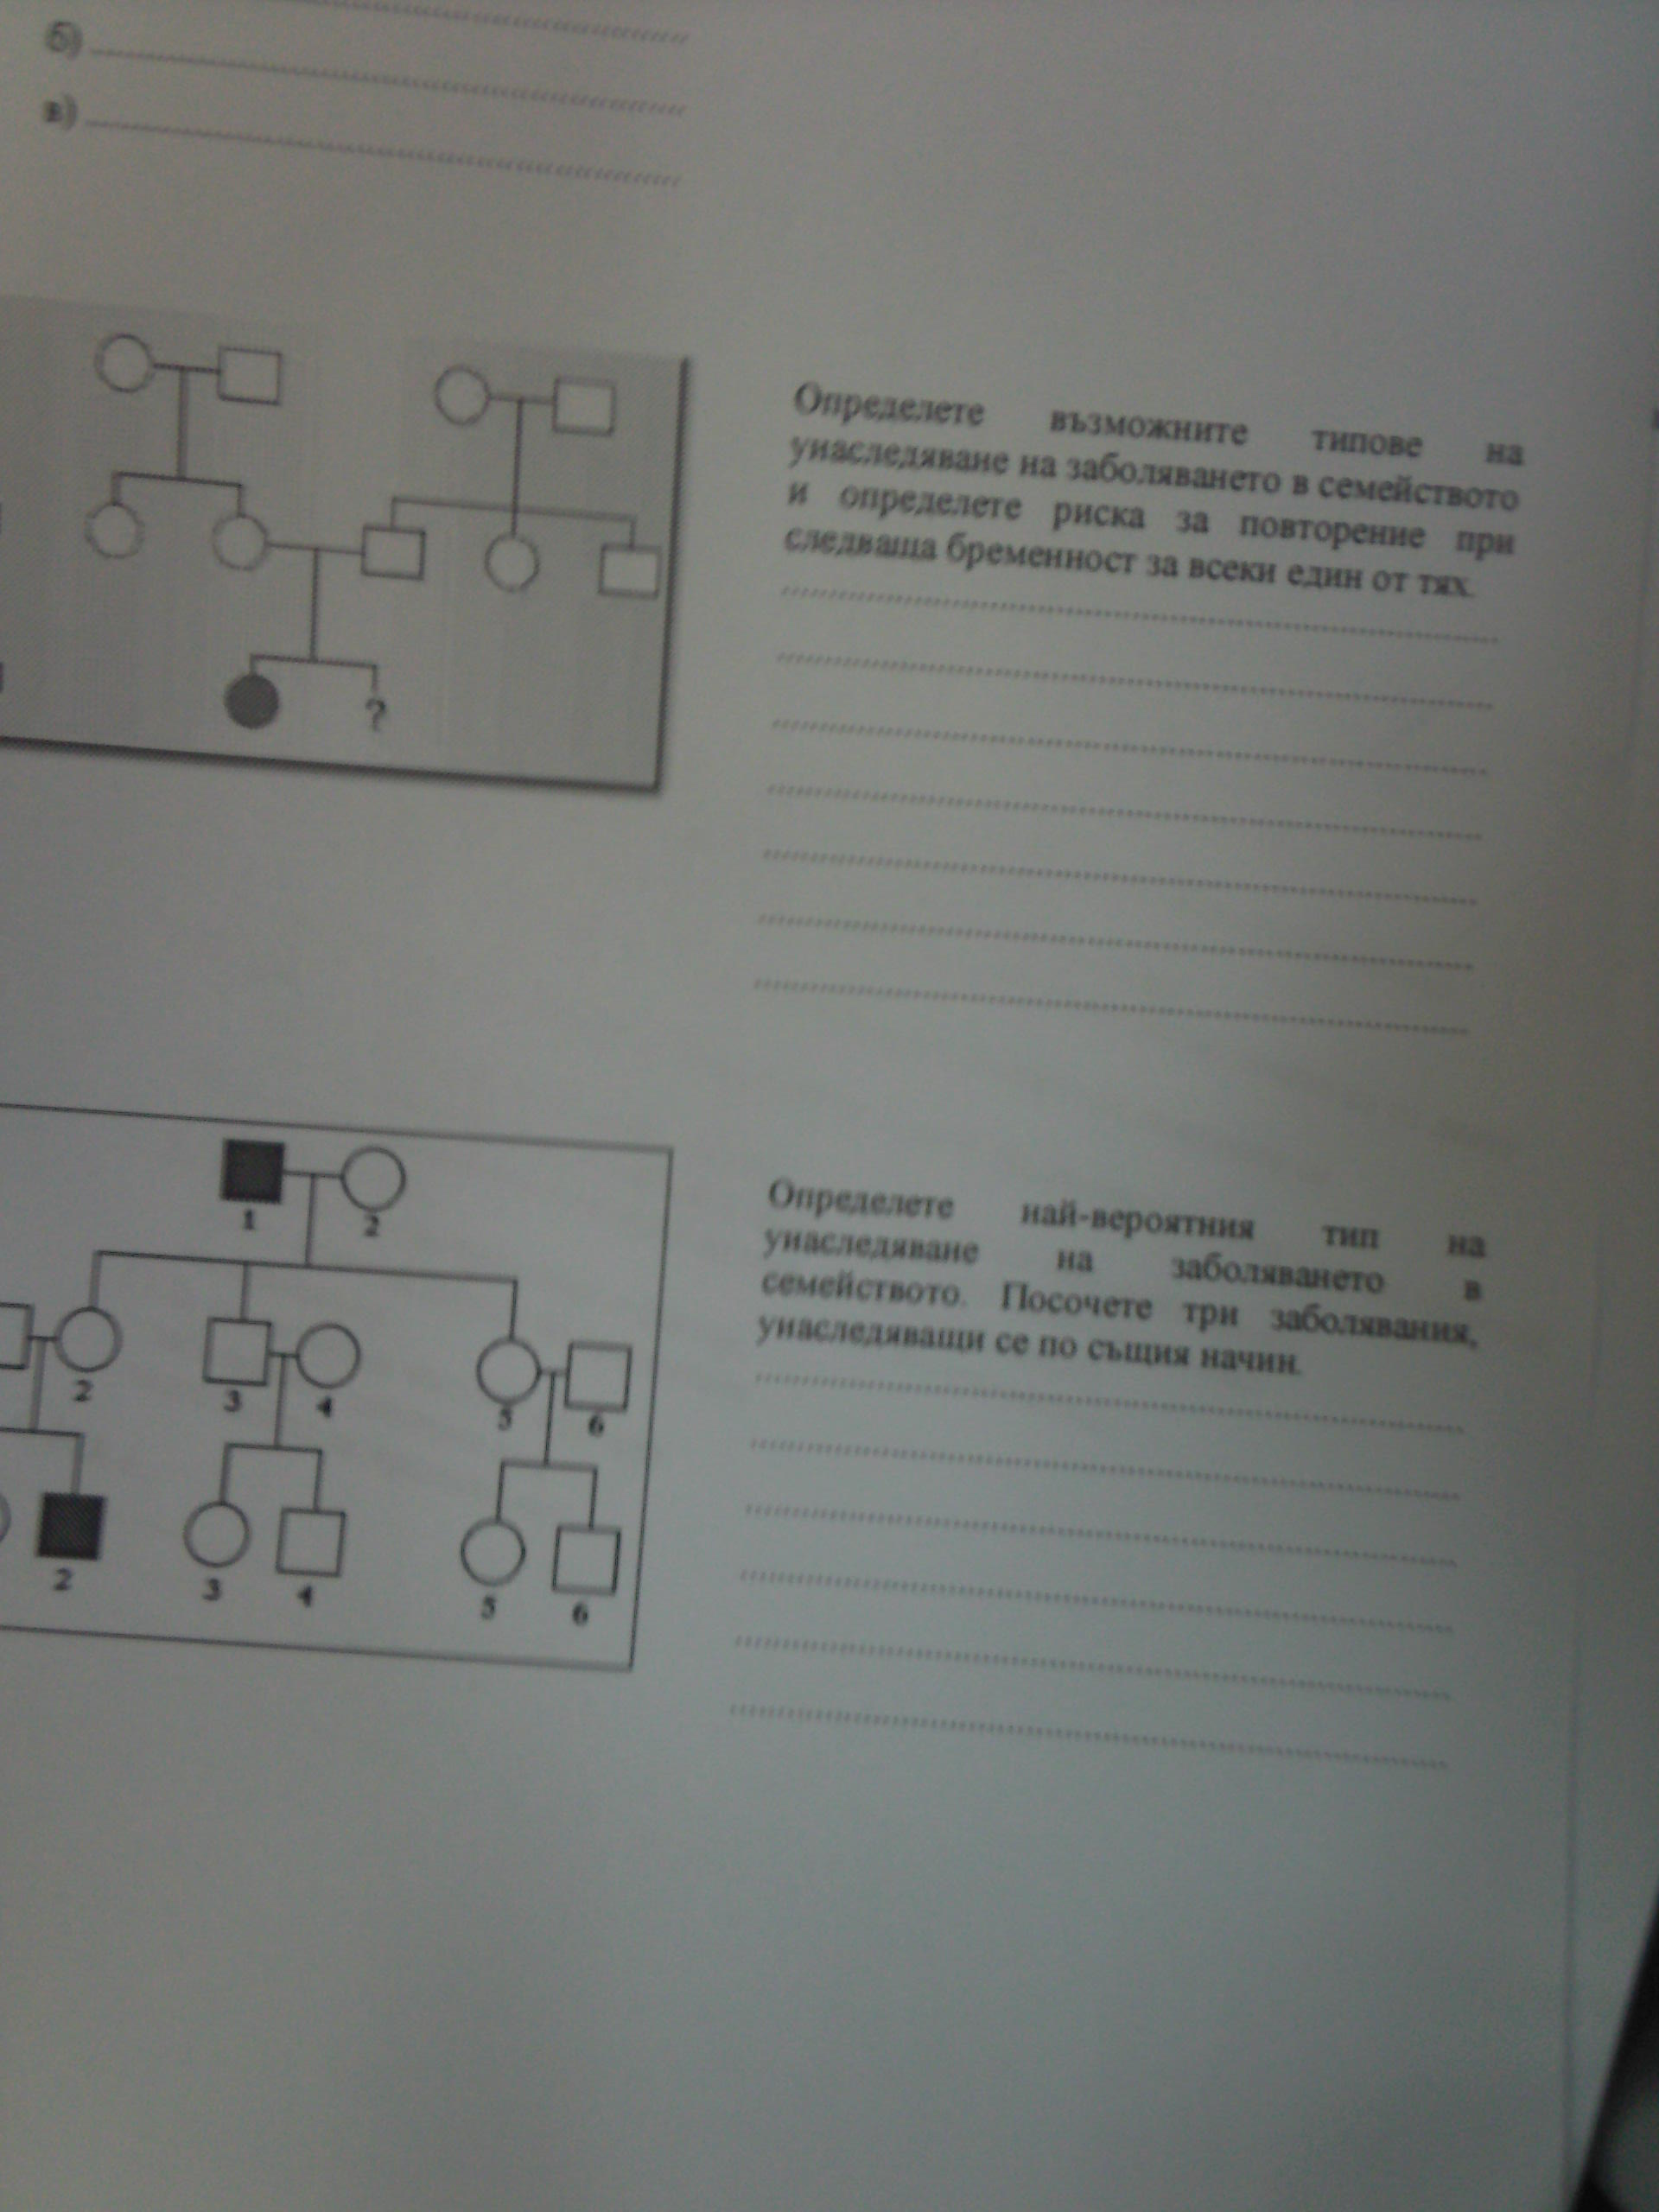 б)
в)
Определете възможните типове на
унаследяване на заболяването в семейството
и определете риска за повторение при
следваща бременност за всеки един от тях.
?
1
2
Определете най-вероятния тип на
унаследяване на заболяването в
семейството. Посочете три заболявания,
унаследяващи се по същия начин.
2
3
4
5
6
2
3
4
5
6